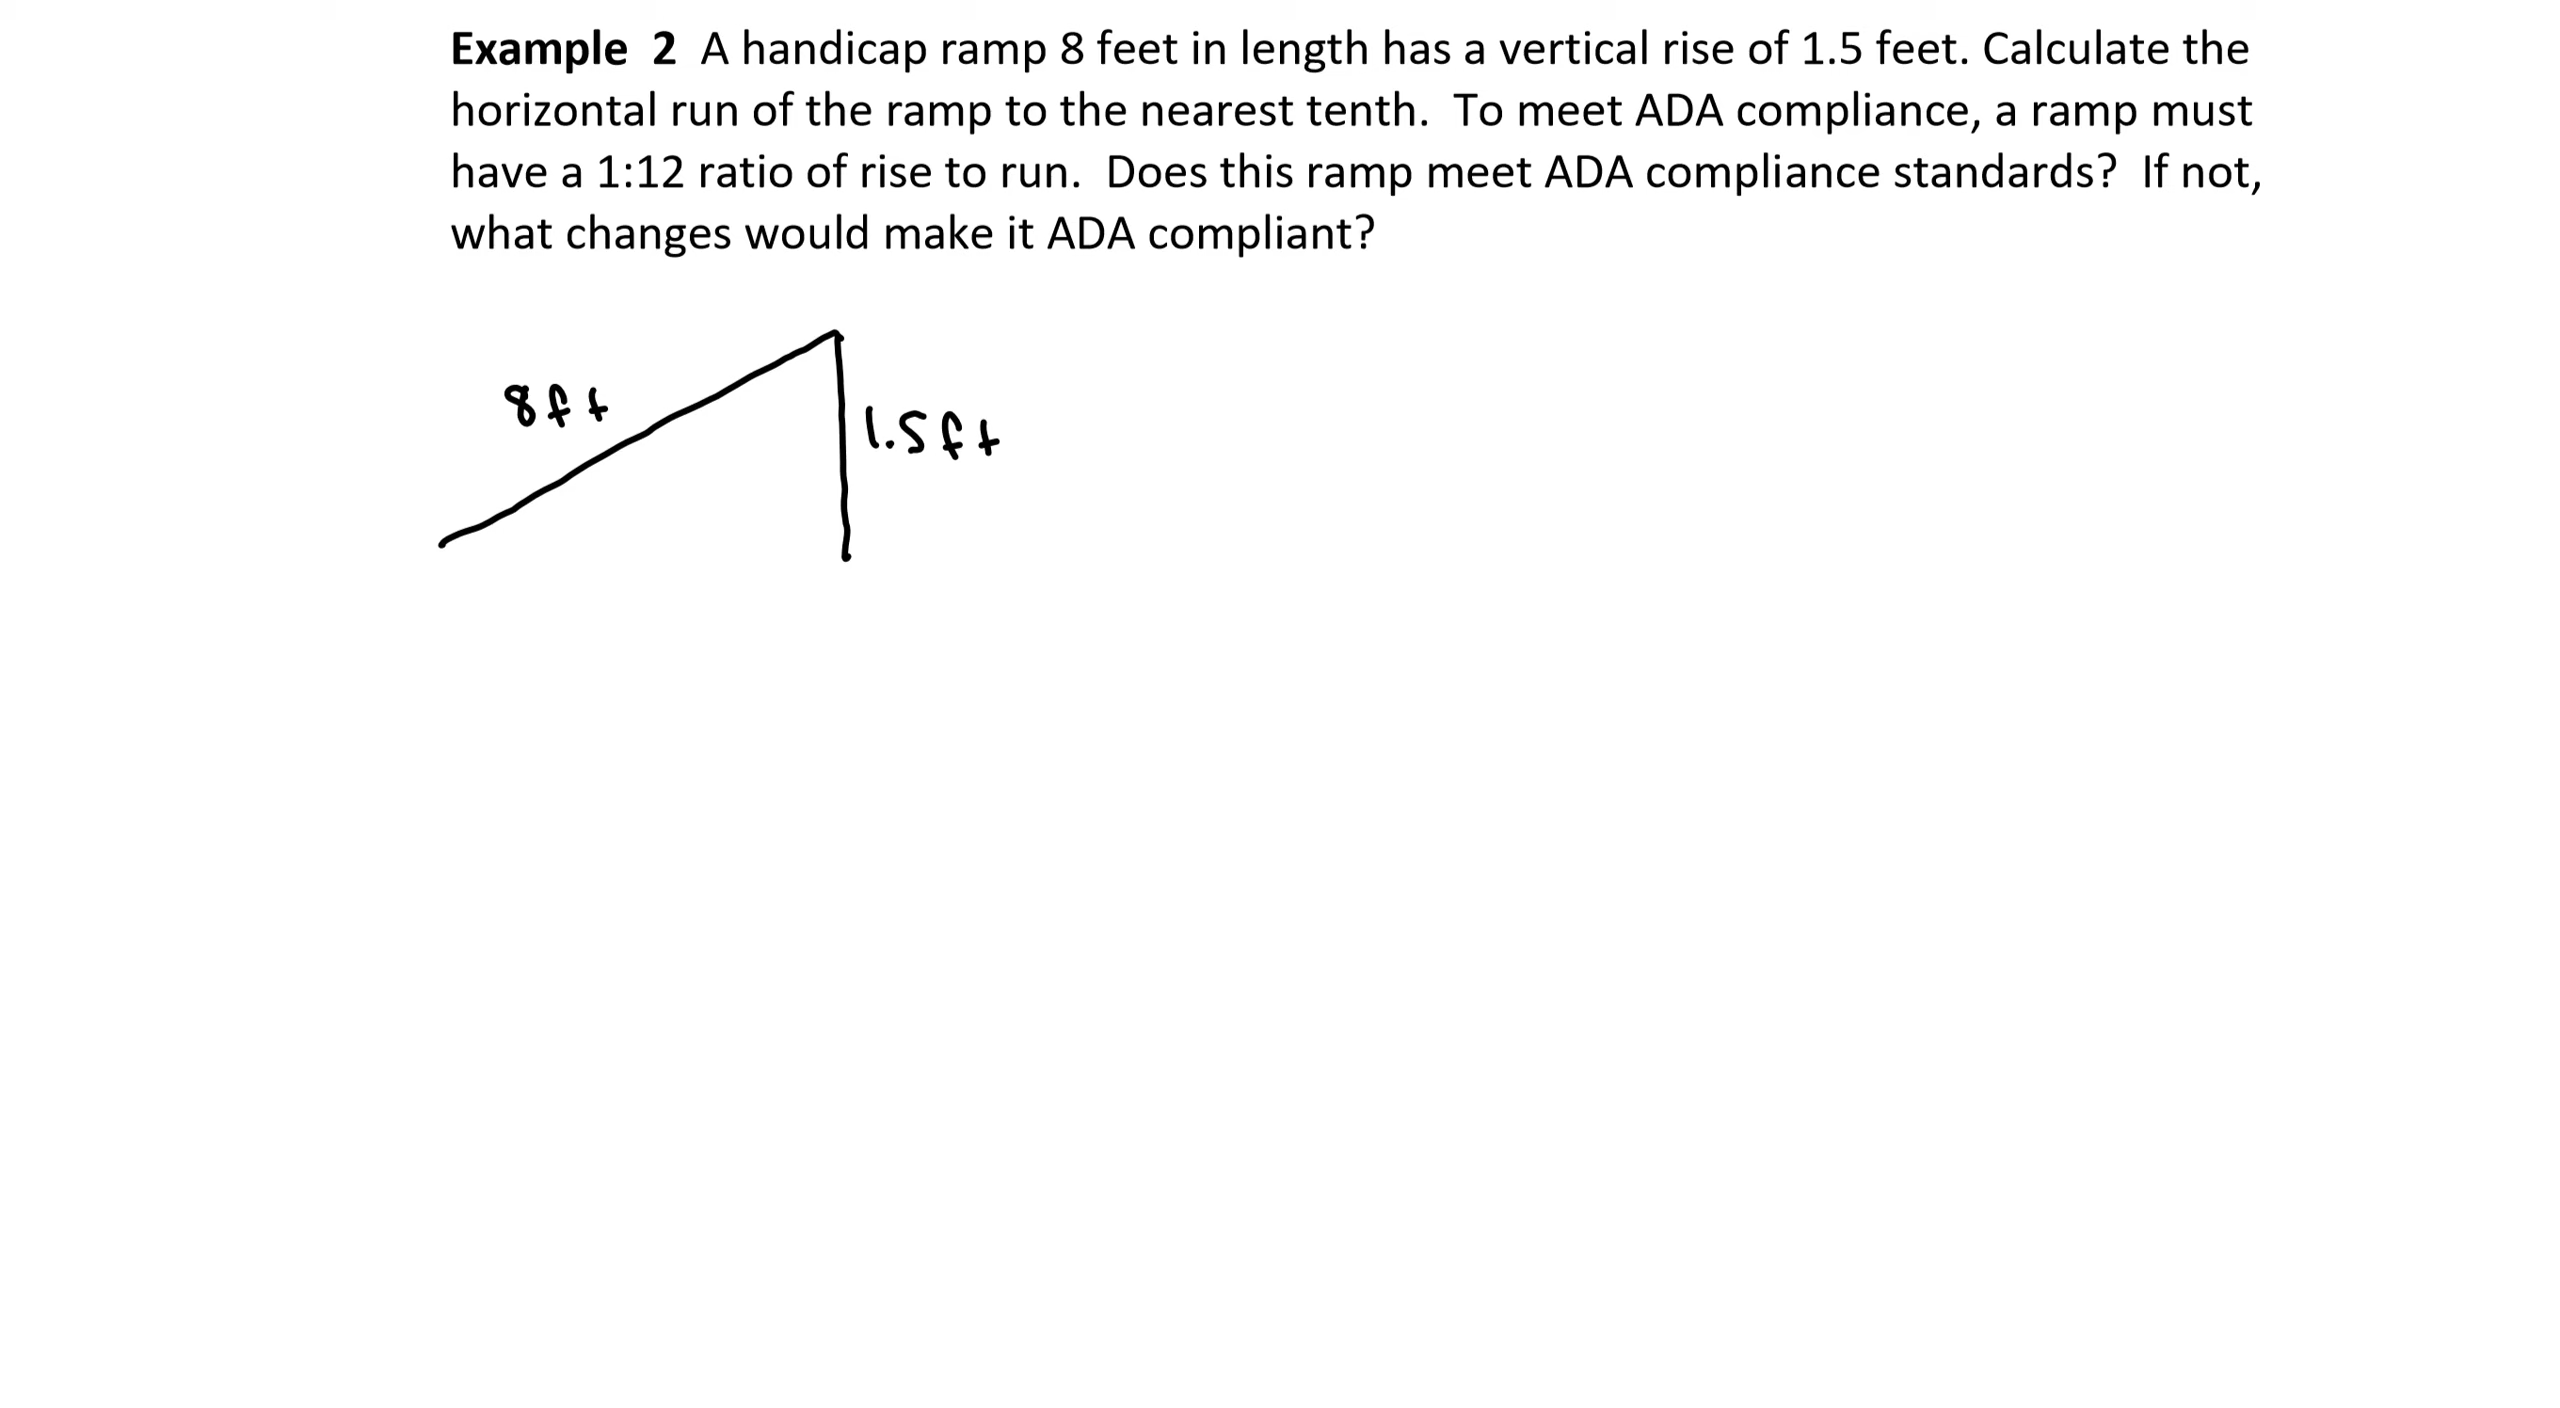 Example 2 A handicap ramp 8 feet in length has a vertical rise of 1.5 feet. Calculate the
horizontal run of the ramp to the nearest tenth. To meet ADA compliance, a ramp must
have a 1:12 ratio of rise to run. Does this ramp meet ADA compliance standards? If not,
what changes would make it ADA compliant?
8ft
1.5ft